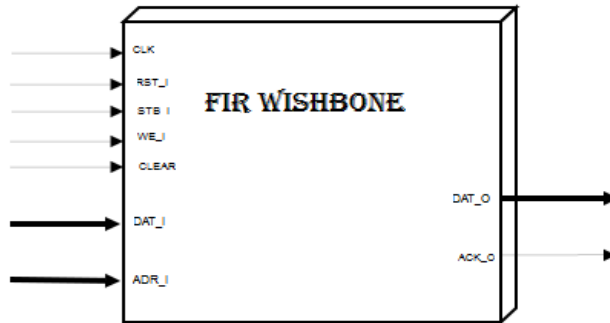 CLK
RST_I
FIR WISHBONE
STB_I
WE_I
CLEAR
DAT_I
DAT_O
ACK_O
ADR_I